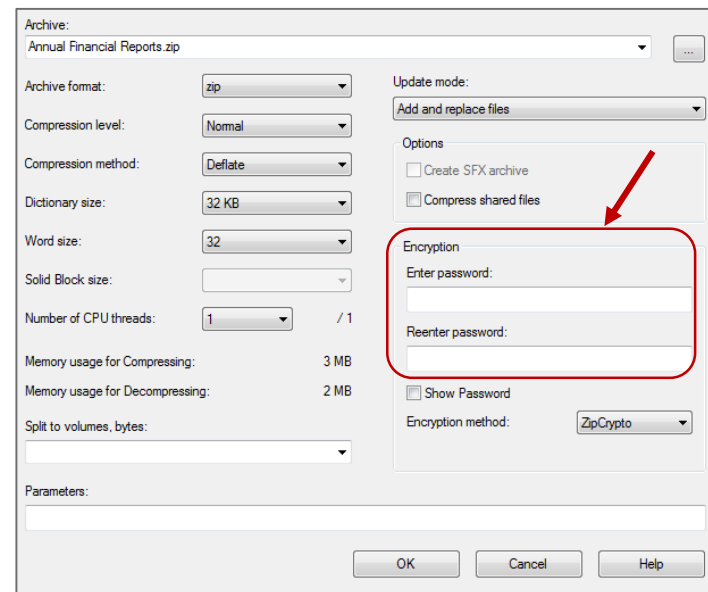 Archive:
Annual Financial Reports.zip
...
Archive format:
zip
Compression level:
Normal
Compression method:
Deflate
Dictionary size:
32 KB
Word size:
32
Solid Block size:
Number of CPU threads:
1
/ 1
Memory usage for Compressing:
3 MB
Memory usage for Decompressing:
2 MB
Split to volumes, bytes:
Update mode:
Add and replace files
Options
Create SFX archive
Compress shared files
Encryption
Enter password:
Reenter password:
Show Password
Encryption method:
ZipCrypto
Parameters:
OK
Cancel
Help